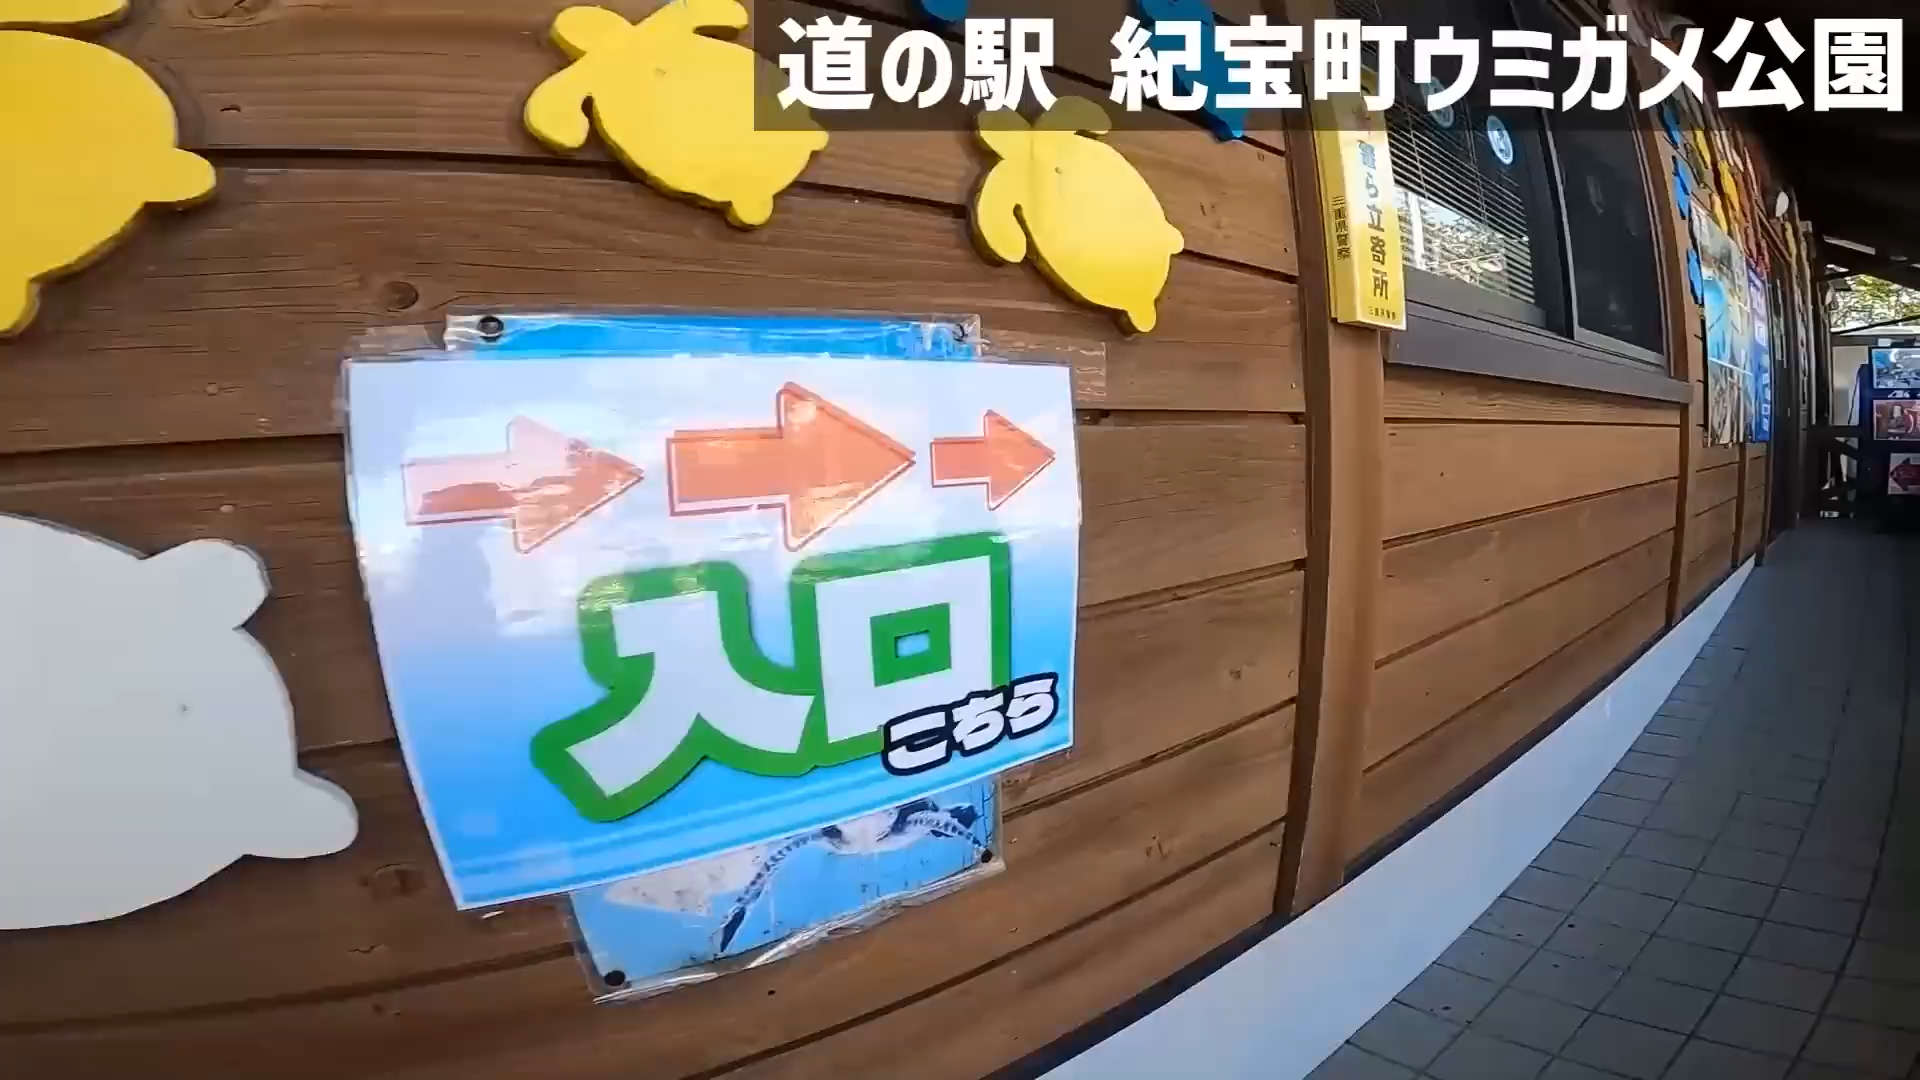 道の駅 紀宝町ウミガメ公園
ら立寄所
三重県警察
入口
こちら